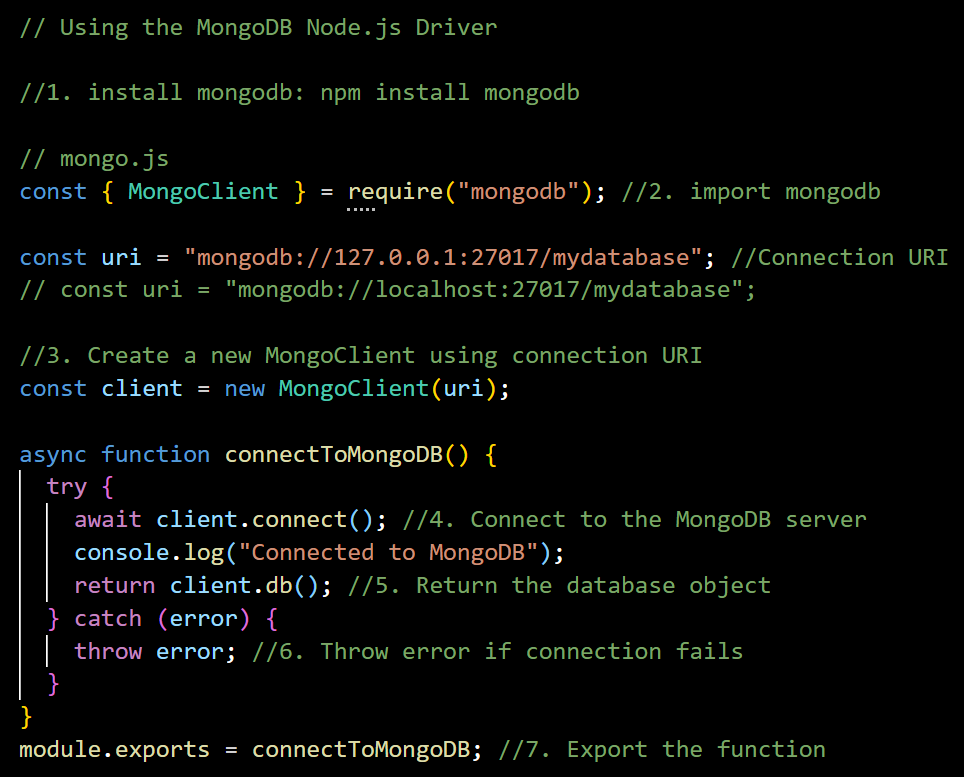 // Using the MongoDB Node.js Driver
//1. install mongodb: npm install mongodb
// mongo.js
const { MongoClient } = require("mongodb"); //2. import mongodb
const uri = "mongodb://127.0.0.1:27017/mydatabase"; //Connection URI
// const uri = "mongodb://localhost:27017/mydatabase";
//3. Create a new MongoClient using connection URI
const client = new MongoClient(uri);
async function connectToMongoDB() {
  try {
    await client.connect(); //4. Connect to the MongoDB server
    console.log("Connected to MongoDB");
    return client.db(); //5. Return the database object
  } catch (error) {
    throw error; //6. Throw error if connection fails
  }
}
module.exports = connectToMongoDB; //7. Export the function